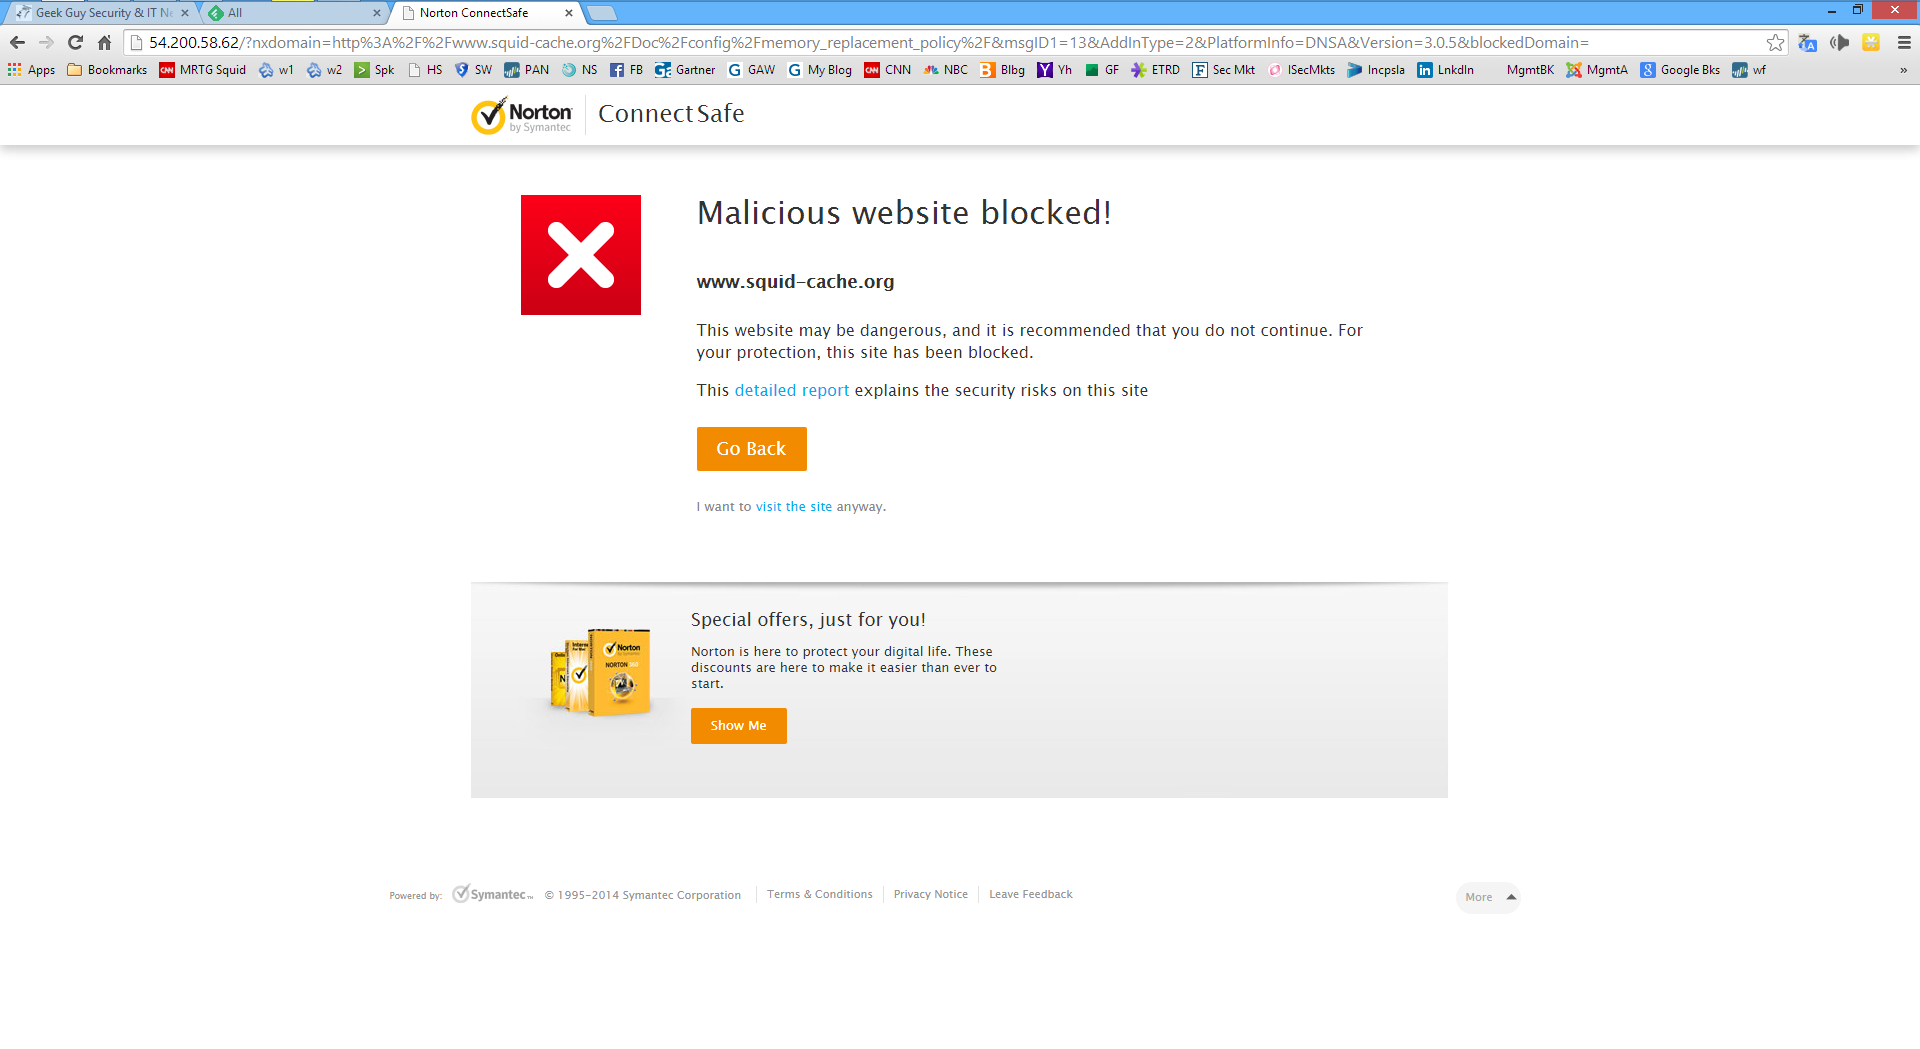 Geek Guy Security & IT Ne
All
Norton ConnectSafe
54.200.58.62/?nxdomain=http%3A%2F%2Fwww.squid-cache.org%2FDoc%2Fconfig%2Fmemory_replacement_policy%2F&msgID1=13&AddInType=2&PlatformInfo=DNSA&Version=3.0.5&blockedDomain=
Apps Bookmarks MRTG Squid w1 w2 Spk HS SW PAN NS FB Gartner GAW My Blog CNN NBC Blbg Yh GF ETRD Sec Mkt ISecMkts Incpsla LnkdIn MgmtBK MgmtA Google Bks wf »
Norton
by Symantec
ConnectSafe
Malicious website blocked!
www.squid-cache.org
This website may be dangerous, and it is recommended that you do not continue. For
your protection, this site has been blocked.
This detailed report explains the security risks on this site
Go Back
I want to visit the site anyway.
Special offers, just for you!
Norton is here to protect your digital life. These
discounts are here to make it easier than ever to
start.
Show Me
Norton
NORTON 360
Powered by: Symantec™ © 1995-2014 Symantec Corporation Terms & Conditions Privacy Notice Leave Feedback
More